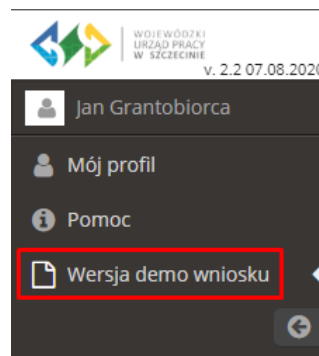 WOJEWÓDZKI
URZĄD PRACY
W SZCZECINIE
v. 2.2 07.08.2020
Jan Grantobiorca
Mój profil
Pomoc
Wersja demo wniosku